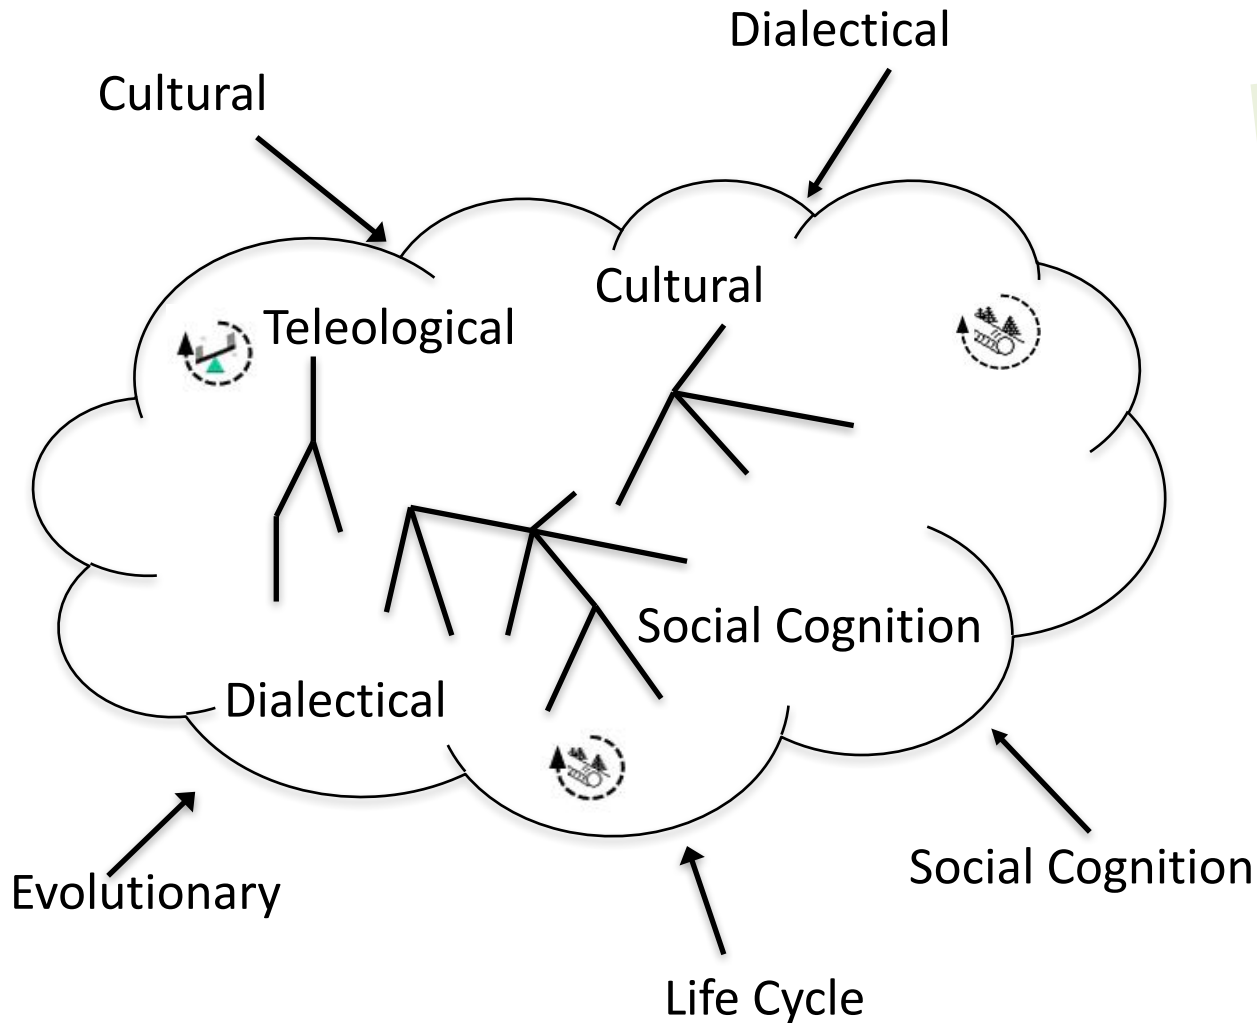 Dialectical
Cultural
Cultural
Teleological
Social Cognition
Dialectical
Social Cognition
Evolutionary
Life Cycle